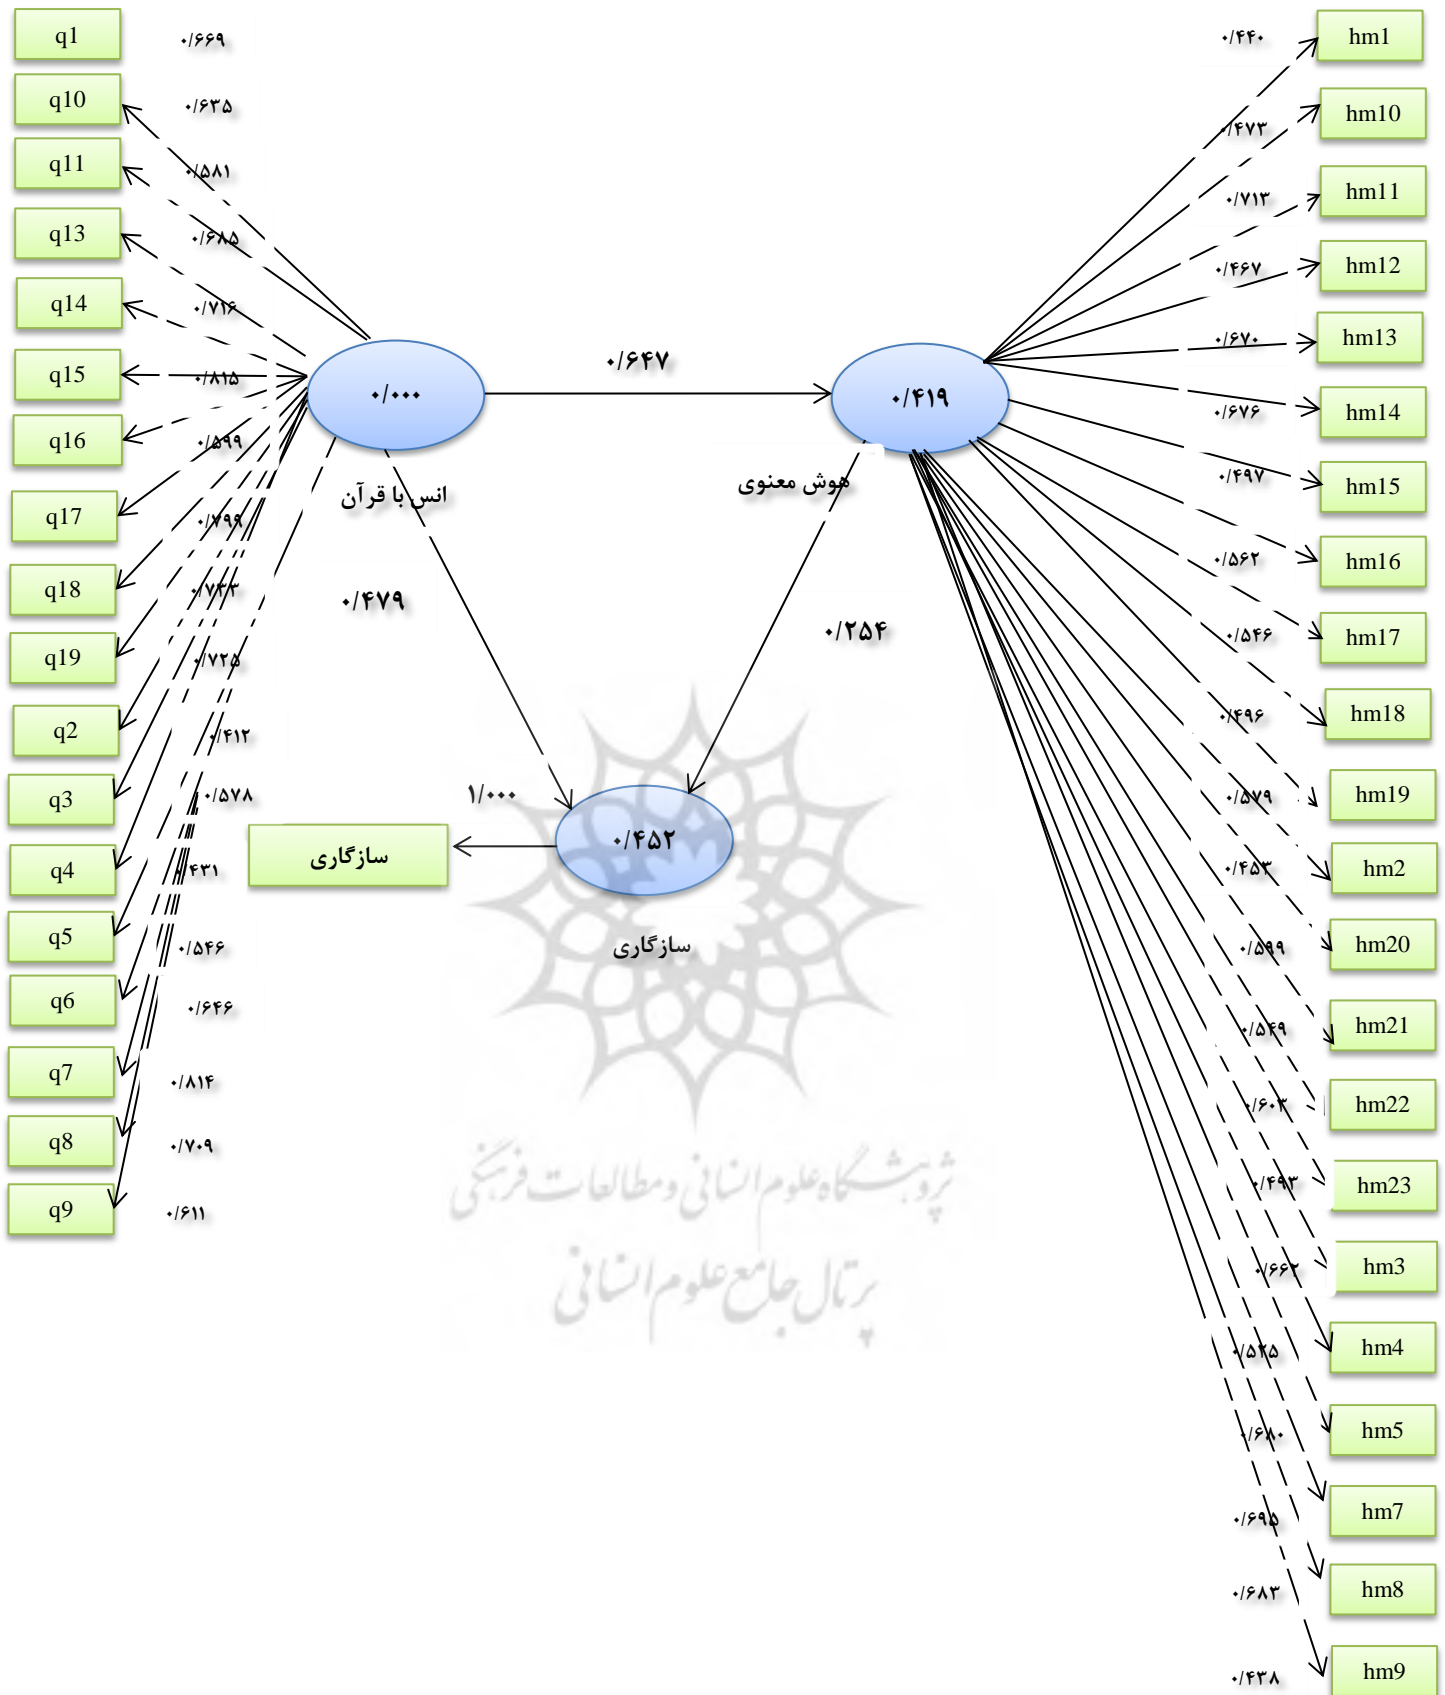 q1
۰/۶۶۹
q10
۰/۶۳۵
q11
۰/۵۸۱
q13
۰/۶۸۵
q14
۰/۷۱۶
q15
۰/۸۱۵
q16
۰/۵۹۹
q17
۰/۷۹۹
q18
۰/۷۳۳
q19
۰/۷۲۵
q2
۰/۴۱۲
q3
۰/۵۷۸
q4
۰/۴۳۱
q5
۰/۵۴۶
q6
۰/۶۴۶
q7
۰/۸۱۴
q8
۰/۷۰۹
q9
۰/۶۱۱
۰/۰۰۰
انس با قرآن
۰/۶۴۷
۰/۴۱۹
هوش معنوی
۰/۴۷۹
۰/۲۵۴
۱/۰۰۰
سازگاری
۰/۴۵۲
سازگاری
پژوهشگاه علوم انسانی و مطالعات فرهنگی
پرتال جامع علوم انسانی
۰/۴۴۰
hm1
۰/۴۷۳
hm10
۰/۷۱۳
hm11
۰/۴۶۷
hm12
۰/۶۷۰
hm13
۰/۶۷۶
hm14
۰/۴۹۷
hm15
۰/۵۶۲
hm16
۰/۵۴۶
hm17
۰/۴۹۶
hm18
۰/۵۷۹
hm19
۰/۴۵۳
hm2
۰/۵۹۹
hm20
۰/۵۴۹
hm21
۰/۶۰۳
hm22
۰/۴۹۳
hm23
۰/۶۶۲
hm3
۰/۵۲۵
hm4
۰/۶۸۰
hm5
۰/۶۹۵
hm7
۰/۶۸۳
hm8
۰/۴۳۸
hm9